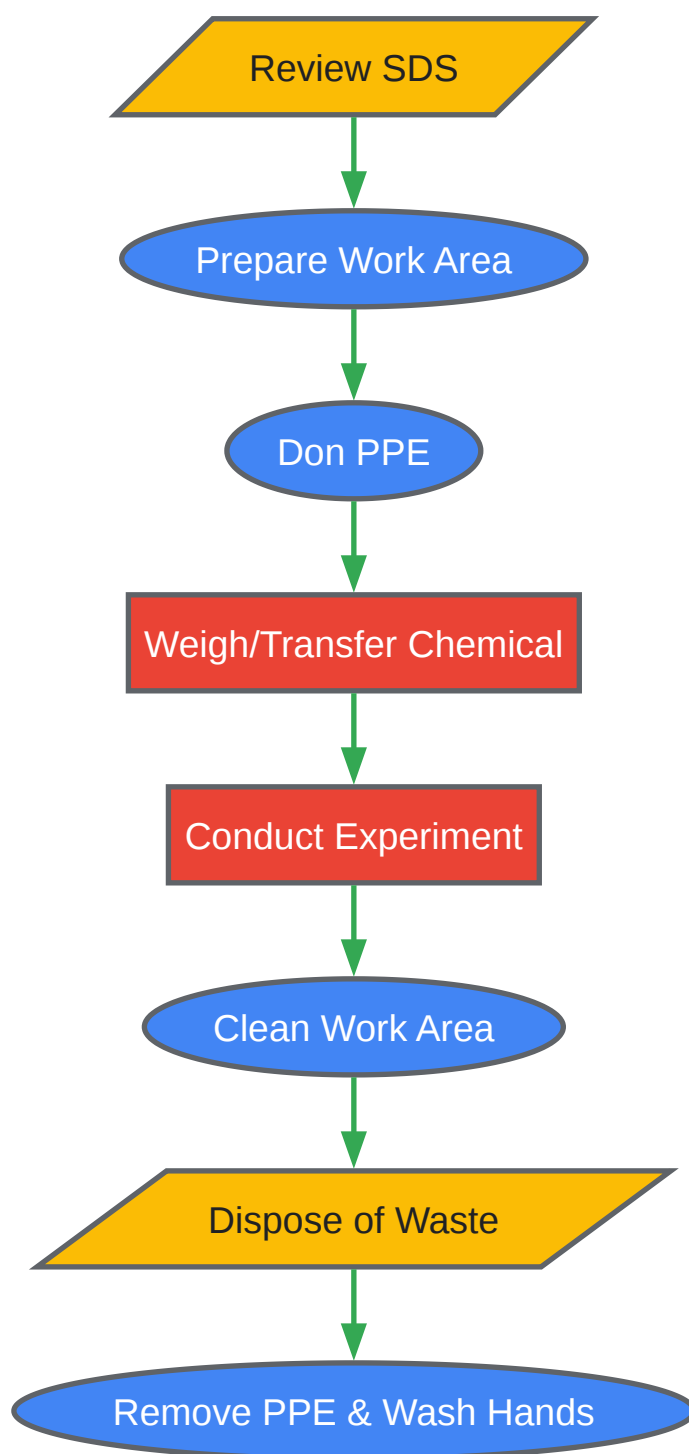 Review SDS
Prepare Work Area
Don PPE
Weigh/Transfer Chemical
Conduct Experiment
Clean Work Area
Dispose of Waste
Remove PPE & Wash Hands